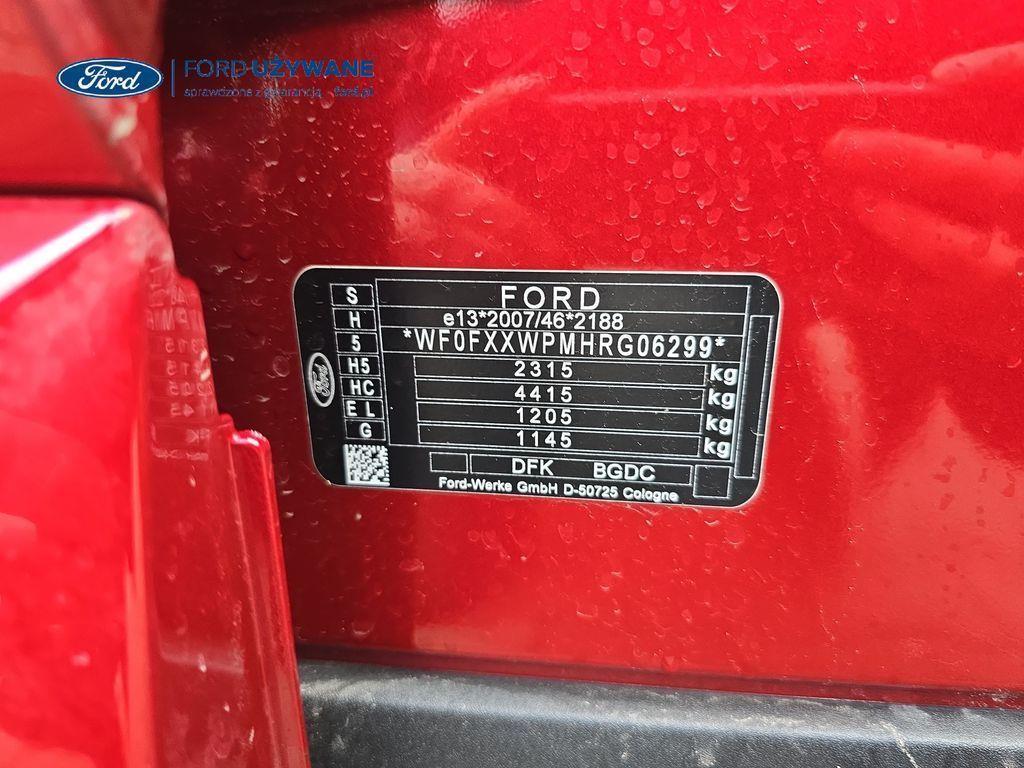 Ford
FORD UŻYWANE
sprawdzone z gwarancją
ford.pl
S
FORD
H
e13*2007/46*2188
5
*WF0FXXWPMHRG06299*
H5
2315
kg
HC
4415
kg
E L
1205
kg
G
1145
kg
Ford
DFK BGDC
Ford-Werke GmbH D-50725 Cologne